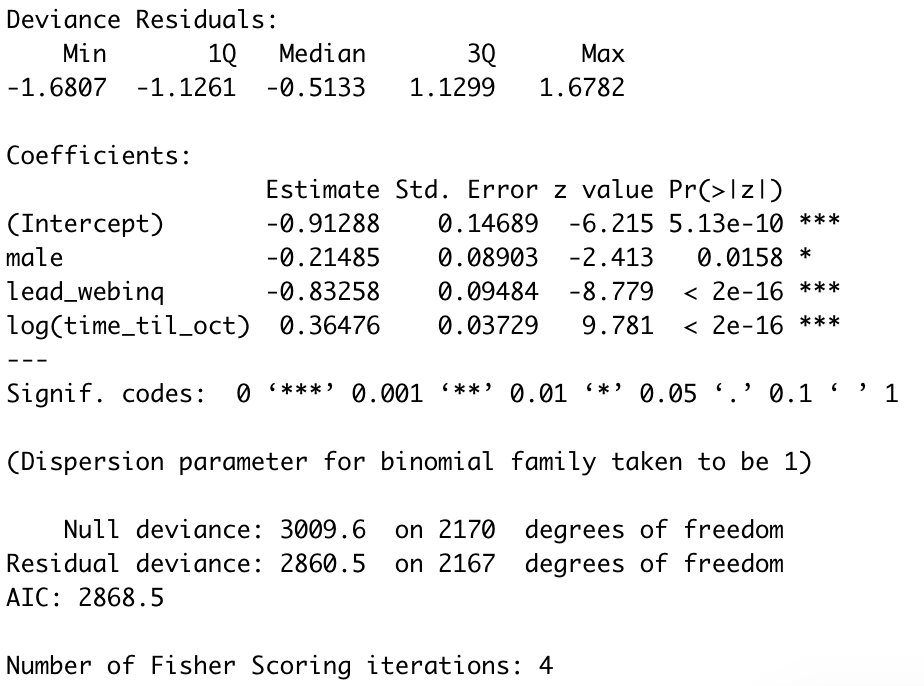 Deviance Residuals:
    Min       1Q   Median       3Q      Max
-1.6807  -1.1261  -0.5133   1.1299   1.6782

Coefficients:
                  Estimate Std. Error z value Pr(>|z|)
(Intercept)       -0.91288    0.14689  -6.215 5.13e-10 ***
male              -0.21485    0.08903  -2.413   0.0158 *
lead_webinq       -0.83258    0.09484  -8.779  < 2e-16 ***
log(time_til_oct)  0.36476    0.03729   9.781  < 2e-16 ***
---
Signif. codes:  0 ‘***’ 0.001 ‘**’ 0.01 ‘*’ 0.05 ‘.’ 0.1 ‘ ’ 1

(Dispersion parameter for binomial family taken to be 1)

    Null deviance: 3009.6  on 2170  degrees of freedom
Residual deviance: 2860.5  on 2167  degrees of freedom
AIC: 2868.5

Number of Fisher Scoring iterations: 4